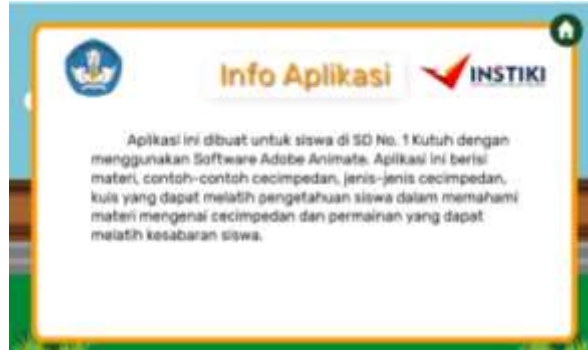 Info Aplikasi
INSTIKI
Aplikasi ini dibuat untuk siswa di SD No. 1 Kutuh dengan
menggunakan Software Adobe Animate. Aplikasi ini berisi
materi, contoh-contoh cecimpedan, jenis-jenis cecimpedan,
kuis yang dapat melatih pengetahuan siswa dalam memahami
materi mengenai cecimpedan dan permainan yang dapat
melatih kesabaran siswa.